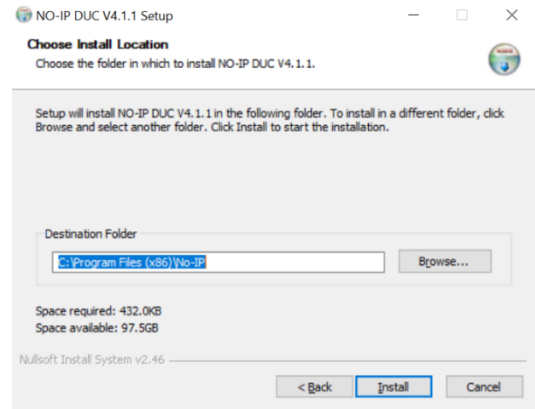 NO-IP DUC V4.1.1 Setup
Choose Install Location
Choose the folder in which to install NO-IP DUC V4.1.1.
Setup will install NO-IP DUC V4.1.1 in the following folder. To install in a different folder, click
Browse and select another folder. Click Install to start the installation.
Destination Folder
C:\Program Files (x86)\No-IP
Browse...
Space required: 432.0KB
Space available: 97.5GB
Nullsoft Install System v2.46
< Back
Install
Cancel